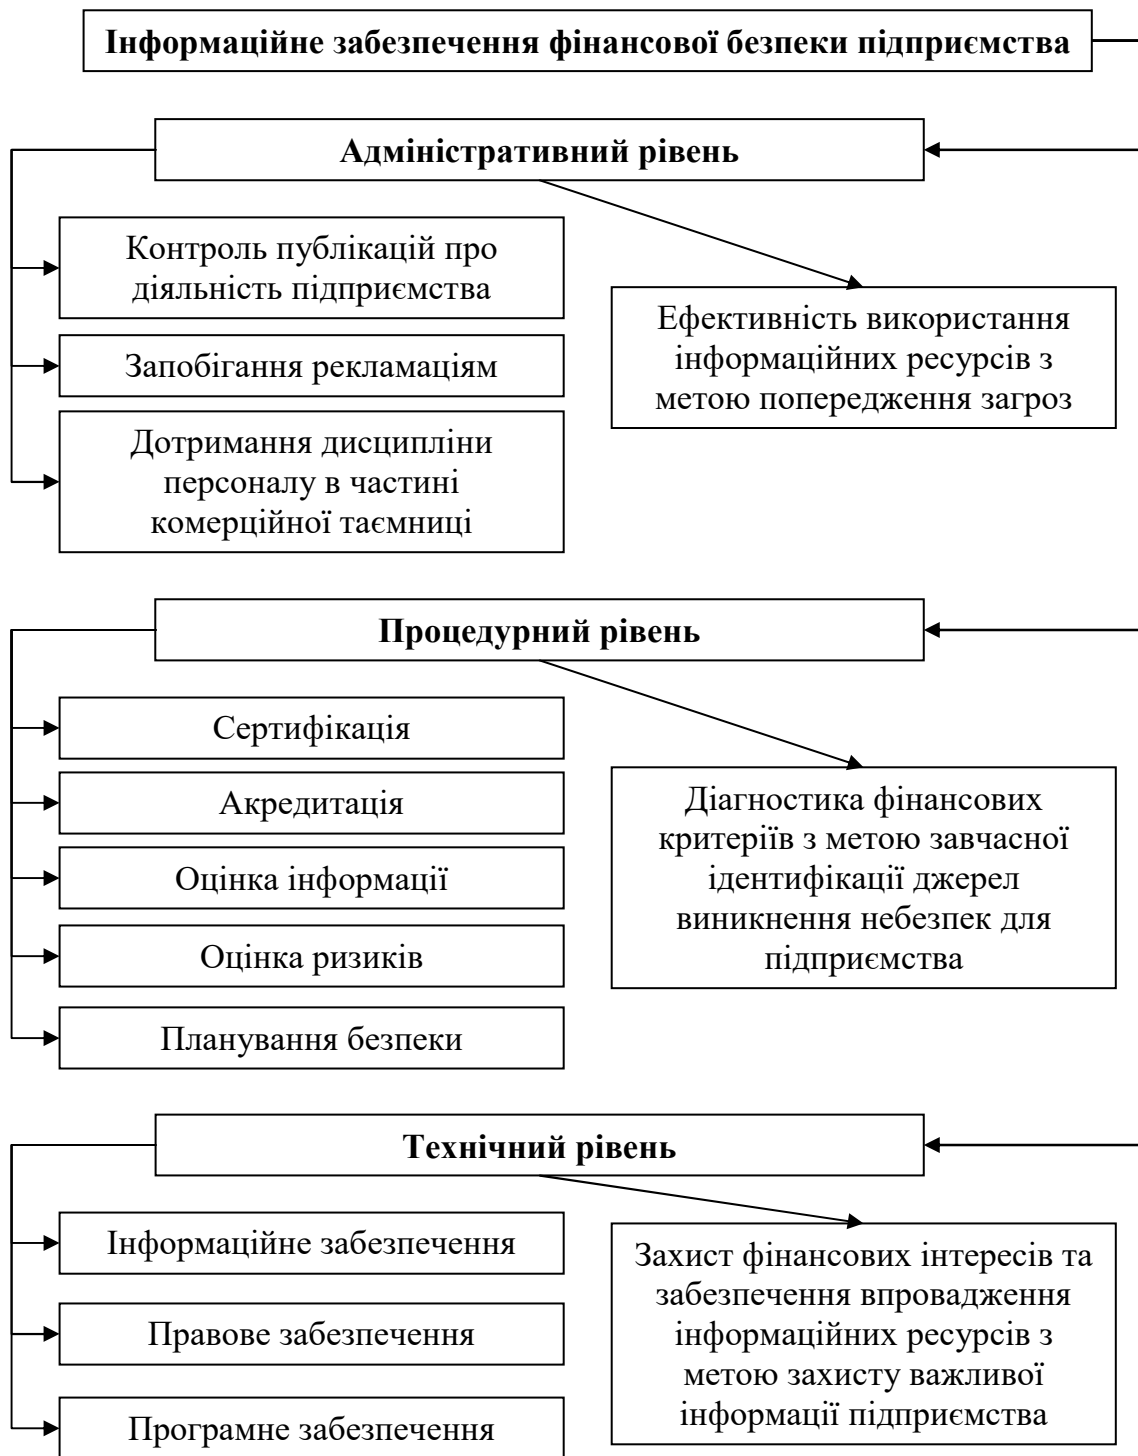 Інформаційне забезпечення фінансової безпеки підприємства
Адміністративний рівень
Контроль публікацій про
діяльність підприємства
Запобігання рекламаціям
Дотримання дисципліни
персоналу в частині
комерційної таємниці
Ефективність використання
інформаційних ресурсів з
метою попередження загроз
Процедурний рівень
Сертифікація
Акредитація
Оцінка інформації
Оцінка ризиків
Планування безпеки
Діагностика фінансових
критеріїв з метою завчасної
ідентифікації джерел
виникнення небезпек для
підприємства
Технічний рівень
Інформаційне забезпечення
Правове забезпечення
Програмне забезпечення
Захист фінансових інтересів та
забезпечення впровадження
інформаційних ресурсів з
метою захисту важливої
інформації підприємства